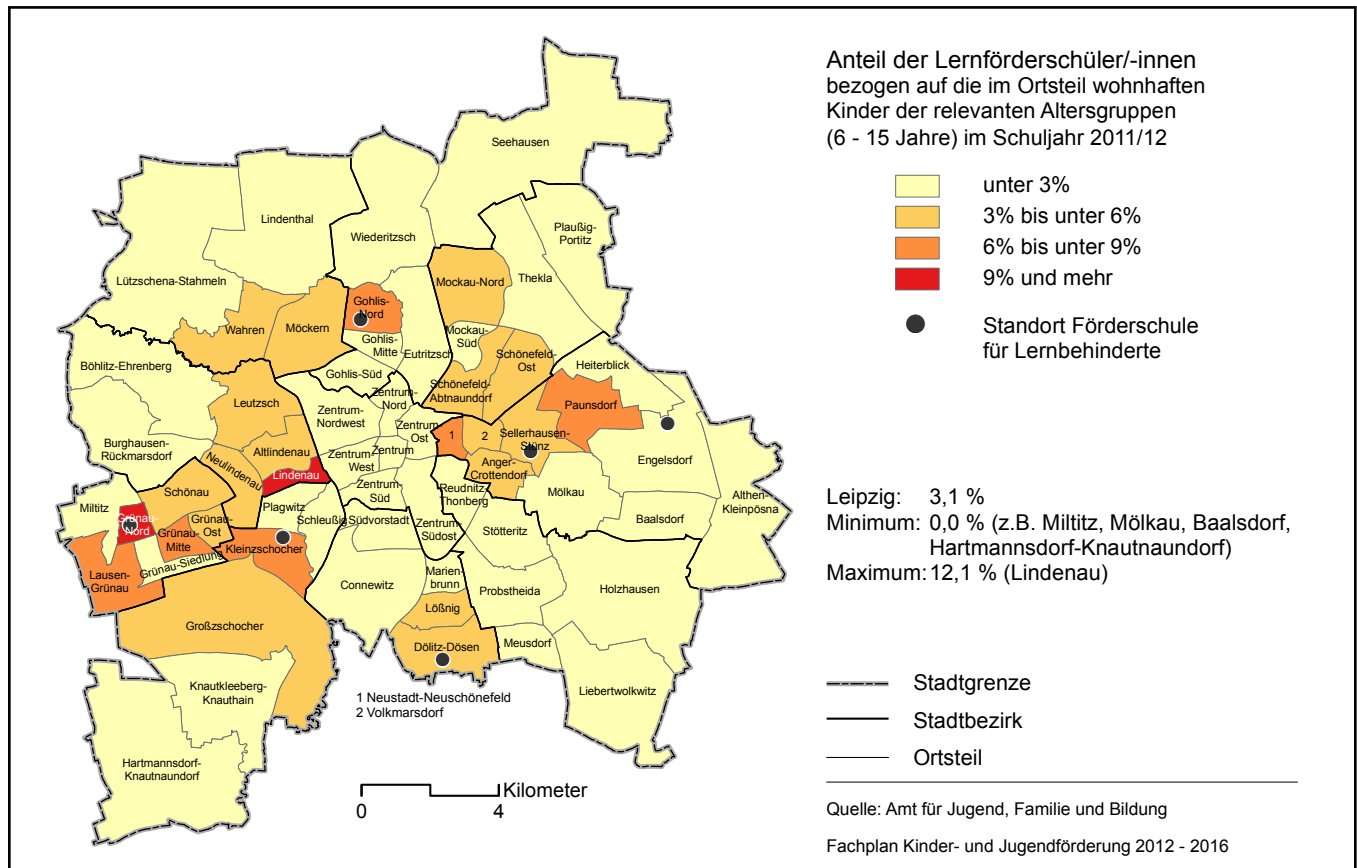 Anteil der Lernförderschüler/-innen
bezogen auf die im Ortsteil wohnhaften
Kinder der relevanten Altersgruppen
(6 - 15 Jahre) im Schuljahr 2011/12
unter 3%
3% bis unter 6%
6% bis unter 9%
9% und mehr
Standort Förderschule
für Lernbehinderte
Leipzig: 3,1 %
Minimum: 0,0 % (z.B. Miltitz, Mölkau, Baalsdorf,
Hartmannsdorf-Knautnaundorf)
Maximum: 12,1 % (Lindenau)
Stadtgrenze
Stadtbezirk
Ortsteil
Quelle: Amt für Jugend, Familie und Bildung
Fachplan Kinder- und Jugendförderung 2012 - 2016
Seehausen
Lindenthal
Wiederitzsch
Plaußig-
Portitz
Thekla
Lützschena-Stahmeln
Mockau-Nord
Gohlis-
Nord
Wahren
Möckern
Mockau-
Süd
Gohlis-
Mitte
Eutritzsch
Schönefeld-
Ost
Heiterblick
Böhlitz-Ehrenberg
Gohlis-Süd
Schönefeld-
Abtnaundorf
Zentrum-
Nord
Paunsdorf
Leutzsch
Zentrum-
Nordwest
Zentrum-
Ost
1
2
Sellerhausen-
Stünz
Burghausen-
Rückmarsdorf
Altlindenau
Neulindenau
Zentrum-
West
Zentrum
Anger-
Crottendorf
Engelsdorf
Lindenau
Zentrum-
Süd
Reudnitz-
Thonberg
Mölkau
Althen-
Kleinpösna
Schönau
Miltitz
Grünau-
Nord
Grünau-
Ost
Grünau-
Mitte
Grünau-Siedlung
Lausen-
Grünau
Plagwitz
Schleußig
Südvorstadt
Zentrum-
Südost
Stötteritz
Baalsdorf
Kleinzschocher
Connewitz
Marien-
brunn
Probstheida
Holzhausen
Lößnig
Großzschocher
Dölitz-Dösen
Meusdorf
Liebertwolkwitz
Knautkleeberg-
Knauthain
1 Neustadt-Neuschönefeld
2 Volkmarsdorf
Hartmannsdorf-
Knautnaundorf
Kilometer
0 4